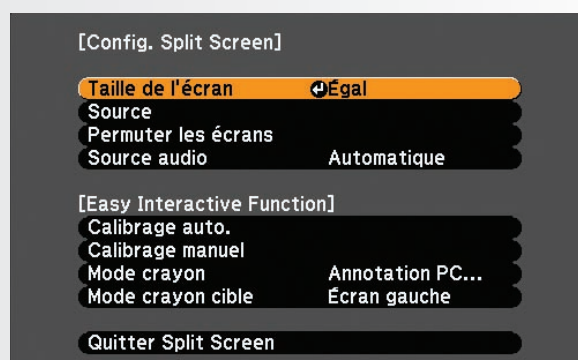 [Config. Split Screen]
Taille de l'écran Égal
Source
Permuter les écrans
Source audio Automatique
[Easy Interactive Function]
Calibrage auto.
Calibrage manuel
Mode crayon Annotation PC...
Mode crayon cible Écran gauche
Quitter Split Screen